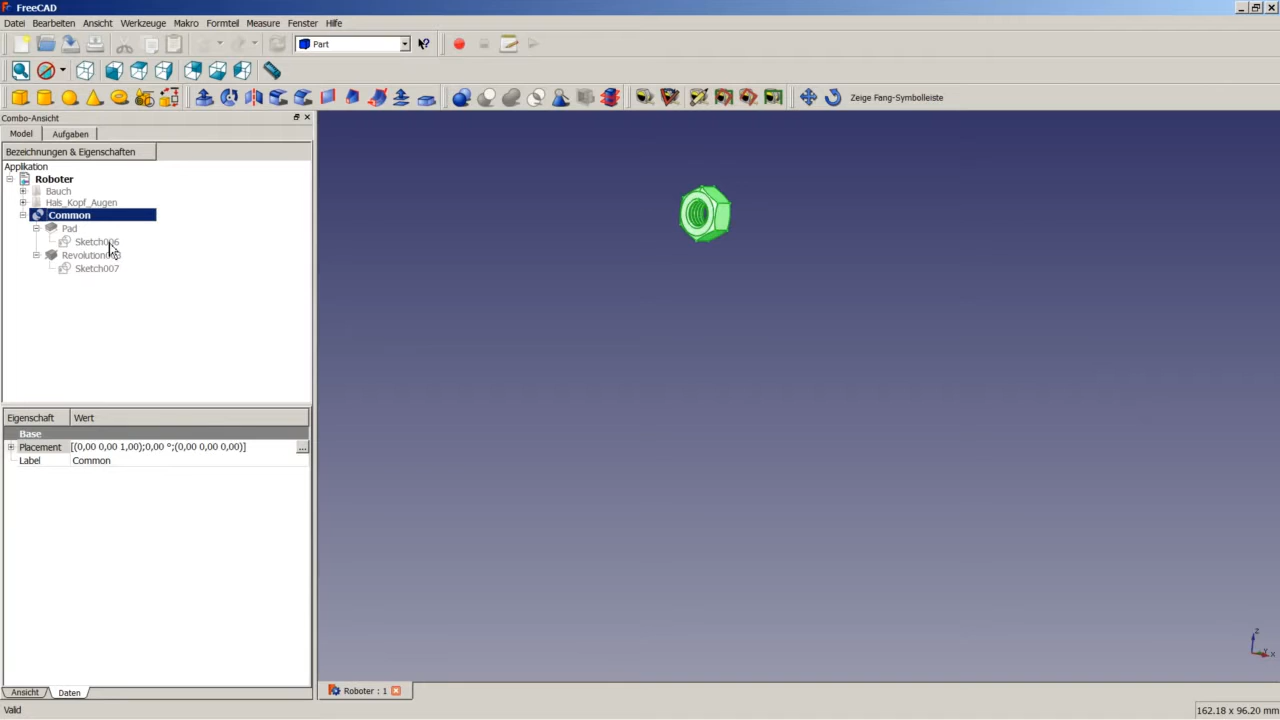 FreeCAD
Datei Bearbeiten Ansicht Werkzeuge Makro Formteil Measure Fenster Hilfe
Part
Zeige Fang-Symbolleiste
Combo-Ansicht
Model Aufgaben
Bezeichnungen & Eigenschaften
Applikation
Roboter
Bauch
Hals_Kopf_Augen
Common
Pad
Sketch006
Sketch007
Eigenschaft Wert
Base
Placement [(0,00 0,00 1,00);0,00 °;(0,00 0,00 0,00)] ...
Label Common
Ansicht Daten
Roboter : 1
Valid
162.18 x 96.20 mm